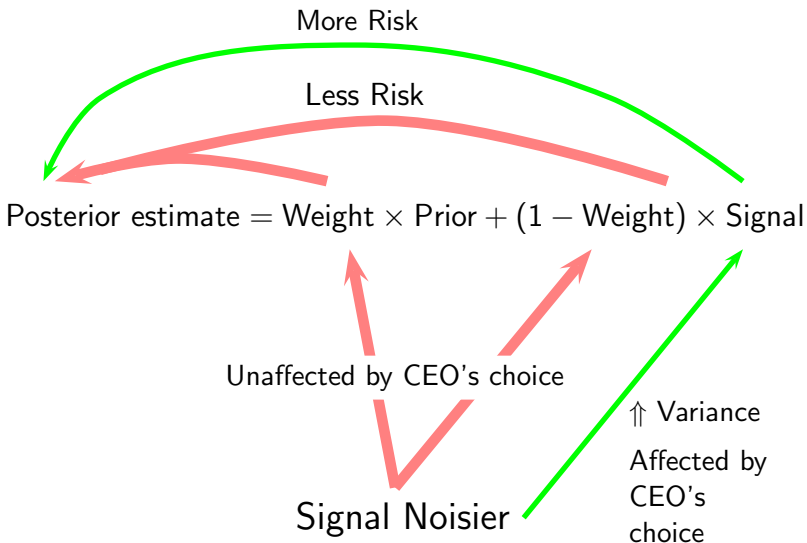 More Risk
Less Risk
Posterior estimate = Weight × Prior + (1 − Weight) × Signal
Unaffected by CEO's choice
⇑ Variance
Affected by
CEO's
choice
Signal Noisier